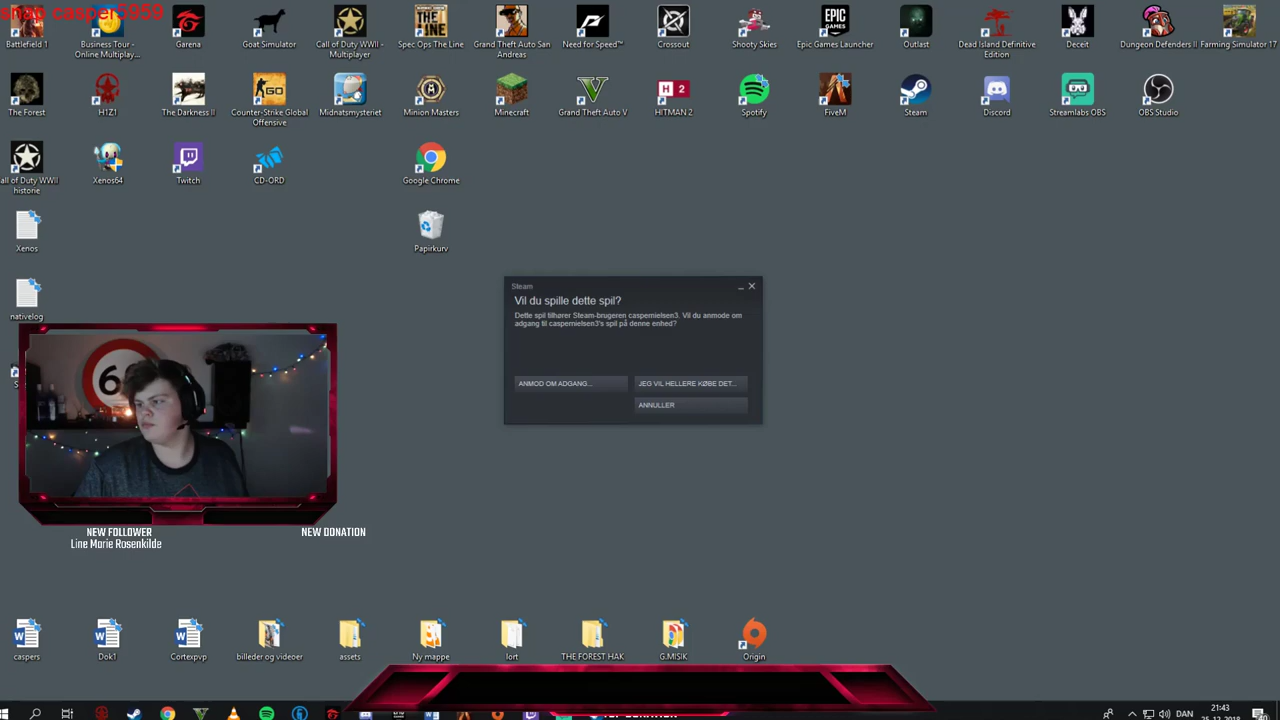 snap casper5959
Battlefield 1
Business Tour -
Online Multiplay...
Garena
Goat Simulator
Call of Duty WWII -
Multiplayer
Spec Ops The Line
Grand Theft Auto San
Andreas
Need for Speed™
Crossout
Shooty Skies
Epic Games Launcher
Outlast
Dead Island Definitive
Edition
Deceit
Dungeon Defenders II
Farming Simulator 17
The Forest
H1Z1
The Darkness II
Counter-Strike Global
Offensive
Midnatsmysteriet
Minion Masters
Minecraft
Grand Theft Auto V
HITMAN 2
Spotify
FiveM
Steam
Discord
Streamlabs OBS
OBS Studio
all of Duty WWII
historie
Xenos64
Twitch
CD-ORD
Google Chrome
Xenos
Papirkurv
nativelog
Steam
Vil du spille dette spil?
Dette spil tilhører Steam-brugeren caspernielsen3. Vil du anmode om
adgang til caspernielsen3's spil på denne enhed?
ANMOD OM ADGANG...
JEG VIL HELLERE KØBE DET...
ANNULLER
60
NEW FOLLOWER
Line Marie Rosenkilde
NEW DONATION
caspers
Dok1
Cortexpvp
billeder og videoer
assets
Ny mappe
lort
THE FOREST HAK
G.MISIK
Origin
TOP DONATION
DAN
21:43
25-12-2018